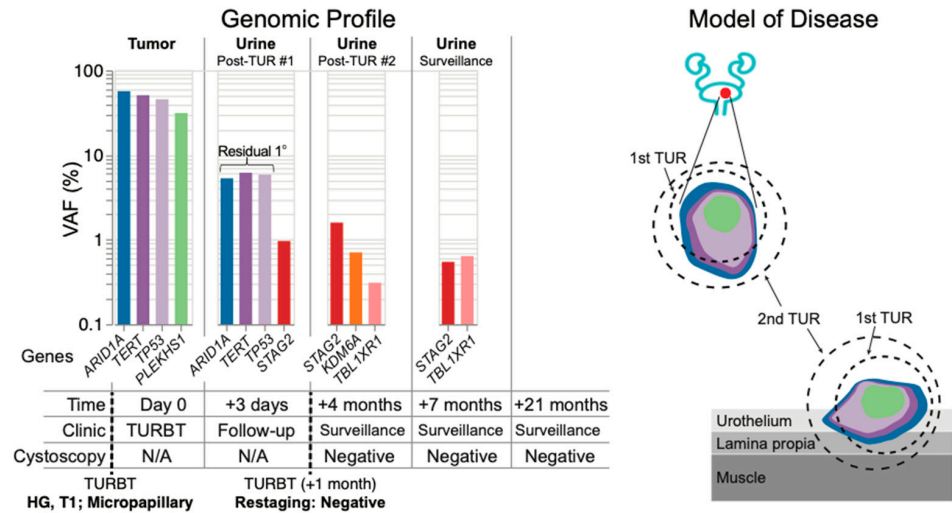 Genomic Profile
Model of Disease
Tumor
Urine
Post-TUR #1
Urine
Post-TUR #2
Urine
Surveillance
VAF (%)
100
10
1
0.1
Residual 1°
Genes
ARID1A
TERT
TP53
PLEKHS1
ARID1A
TERT
TP53
STAG2
STAG2
KDM6A
TBL1XR1
STAG2
TBL1XR1
Time Day 0 +3 days +4 months +7 months +21 months
Clinic TURBT Follow-up Surveillance Surveillance Surveillance
Cystoscopy N/A N/A Negative Negative Negative
TURBT
HG, T1; Micropapillary
TURBT (+1 month)
Restaging: Negative
1st TUR
2nd TUR
1st TUR
Urothelium
Lamina propia
Muscle